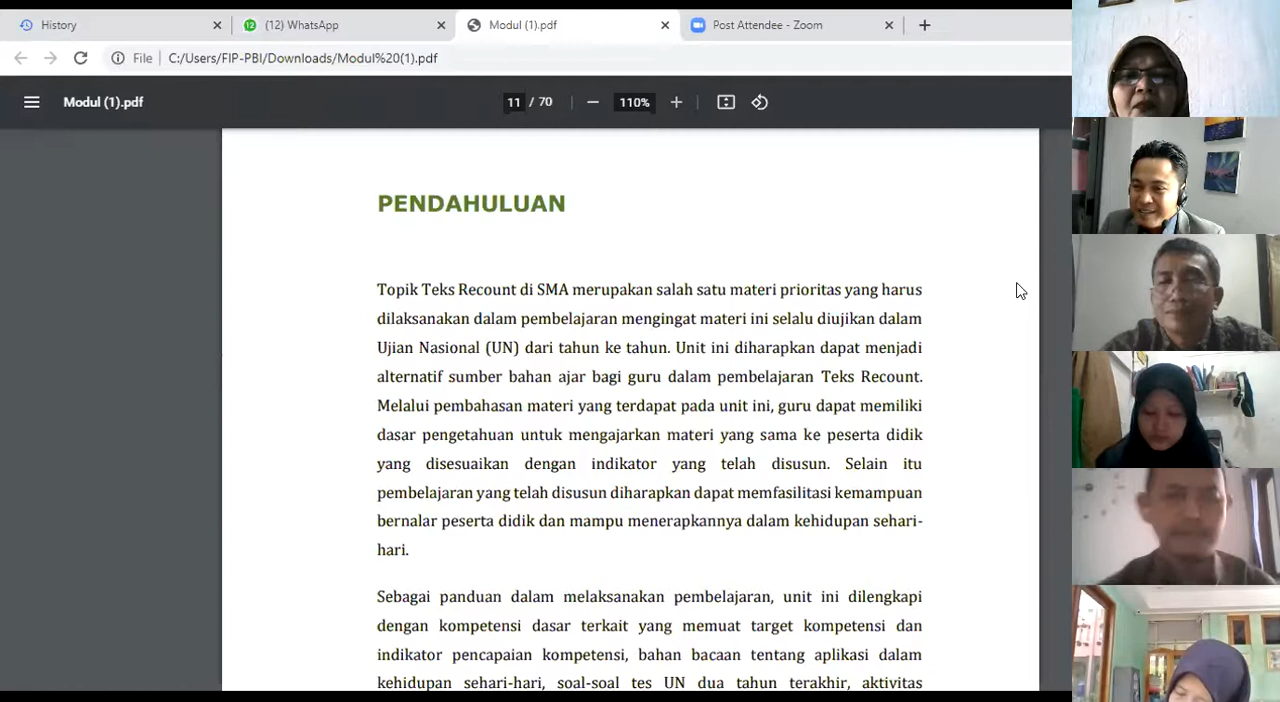 History
(12) WhatsApp
Modul (1).pdf
Post Attendee - Zoom
File
C:/Users/FIP-PBI/Downloads/Modul%20(1).pdf
Modul (1).pdf
11 / 70
110%
PENDAHULUAN
Topik Teks Recount di SMA merupakan salah satu materi prioritas yang harus
dilaksanakan dalam pembelajaran mengingat materi ini selalu diujikan dalam
Ujian Nasional (UN) dari tahun ke tahun. Unit ini diharapkan dapat menjadi
alternatif sumber bahan ajar bagi guru dalam pembelajaran Teks Recount.
Melalui pembahasan materi yang terdapat pada unit ini, guru dapat memiliki
dasar pengetahuan untuk mengajarkan materi yang sama ke peserta didik
yang disesuaikan dengan indikator yang telah disusun. Selain itu
pembelajaran yang telah disusun diharapkan dapat memfasilitasi kemampuan
bernalar peserta didik dan mampu menerapkannya dalam kehidupan sehari-
hari.
Sebagai panduan dalam melaksanakan pembelajaran, unit ini dilengkapi
dengan kompetensi dasar terkait yang memuat target kompetensi dan
indikator pencapaian kompetensi, bahan bacaan tentang aplikasi dalam
kehidupan sehari-hari, soal-soal tes UN dua tahun terakhir, aktivitas